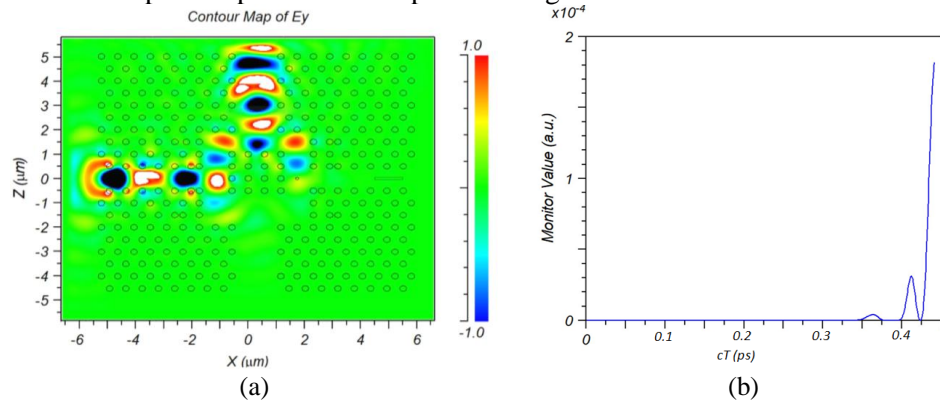 Contour Map of Ey
1.0
5
4
3
2
1
0
-1
-2
-3
-4
-5
Z (μm)
-1.0
-6 -4 -2 0 2 4 6
X (μm)
(a)
x10⁻⁴
2
1
0
Monitor Value (a.u.)
0 0.1 0.2 0.3 0.4
cT (ps)
(b)